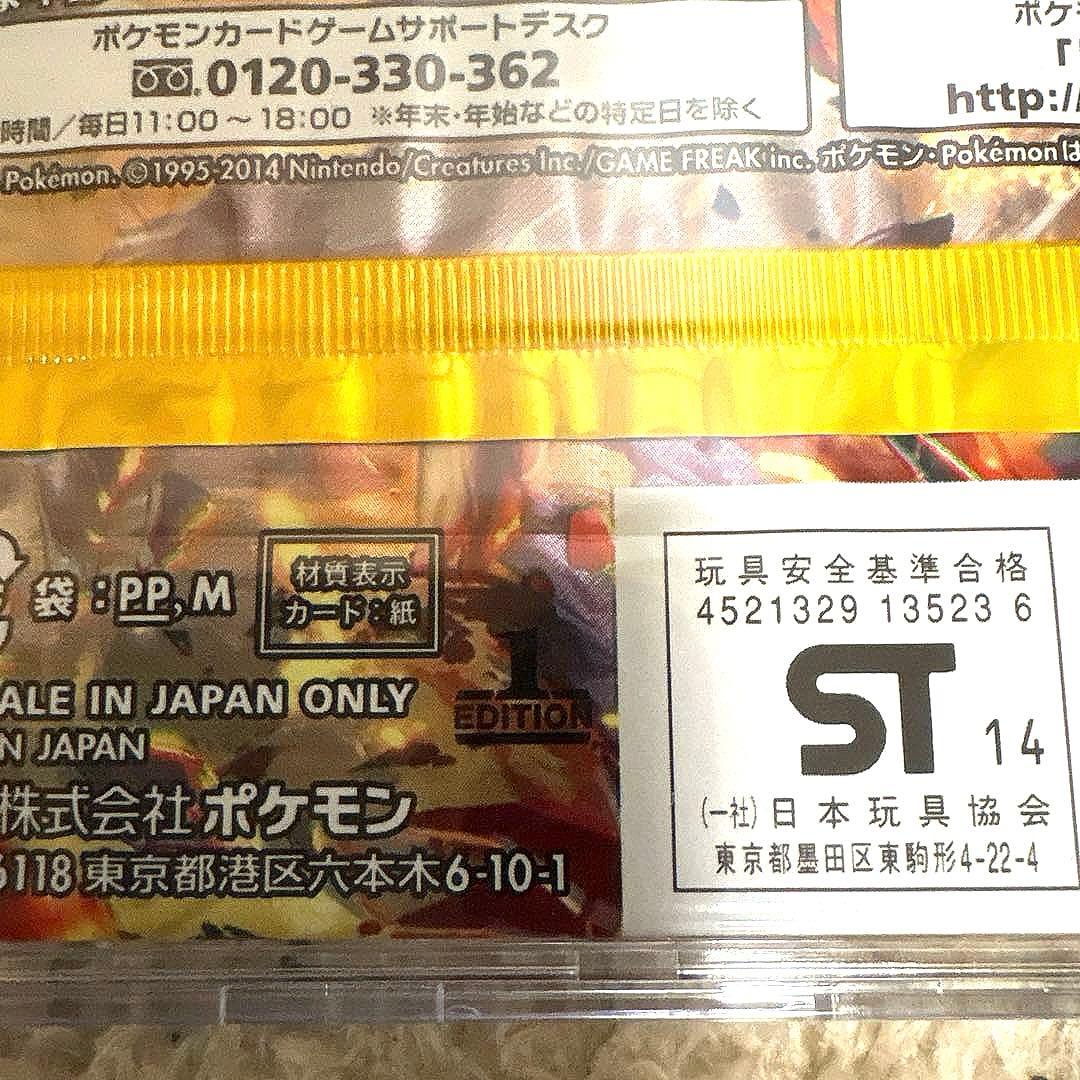 ポケモンカードゲームサポートデスク
0120-330-362
時間/毎日11:00～18:00 ※年末・年始などの特定日を除く
ポケ
http:/
Pokémon. ©1995-2014 Nintendo/Creatures Inc./GAME FREAK inc. ポケモン・Pokémonは
袋:PP,M
材質表示
カード:紙
ALE IN JAPAN ONLY
N JAPAN
株式会社ポケモン
6118 東京都港区六本木6-10-1
1
EDITION
玩具安全基準合格
4521329 13523 6
ST 14
(一社)日本玩具協会
東京都墨田区東駒形4-22-4